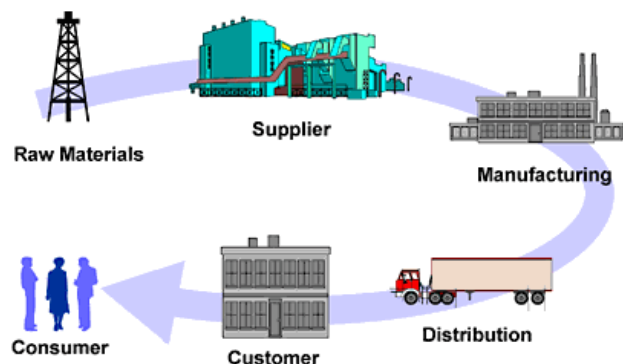 Raw Materials
Supplier
Manufacturing
Distribution
Customer
Consumer